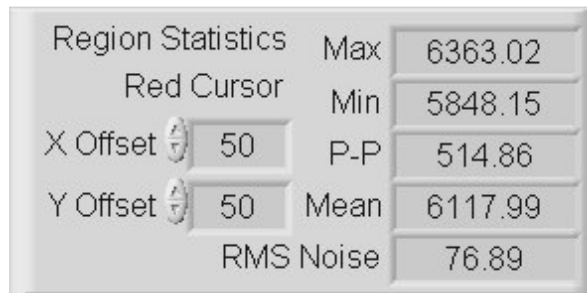 Region Statistics Max 6363.02
Red Cursor Min 5848.15
X Offset 50 P-P 514.86
Y Offset 50 Mean 6117.99
RMS Noise 76.89